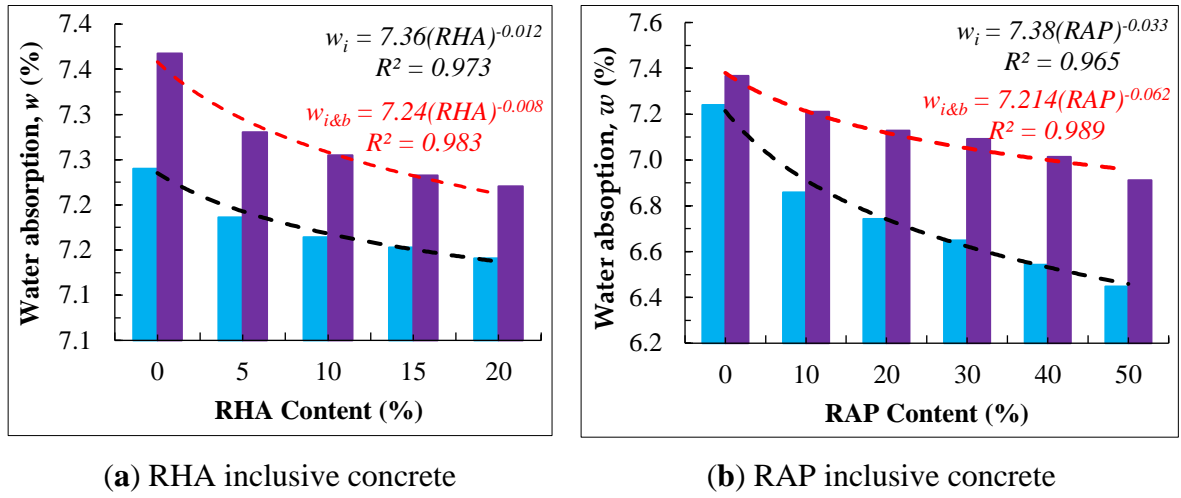 Water absorption, w (%)
7.4
7.4
7.3
7.3
7.2
7.2
7.1
7.1
w_i = 7.36(RHA)^-0.012
R² = 0.973
w_i&b = 7.24(RHA)^-0.008
R² = 0.983
0 5 10 15 20
RHA Content (%)
(a) RHA inclusive concrete
Water absoption, w (%)
7.6
7.4
7.2
7.0
6.8
6.6
6.4
6.2
w_i = 7.38(RAP)^-0.033
R² = 0.965
w_i&b = 7.214(RAP)^-0.062
R² = 0.989
0 10 20 30 40 50
RAP Content (%)
(b) RAP inclusive concrete